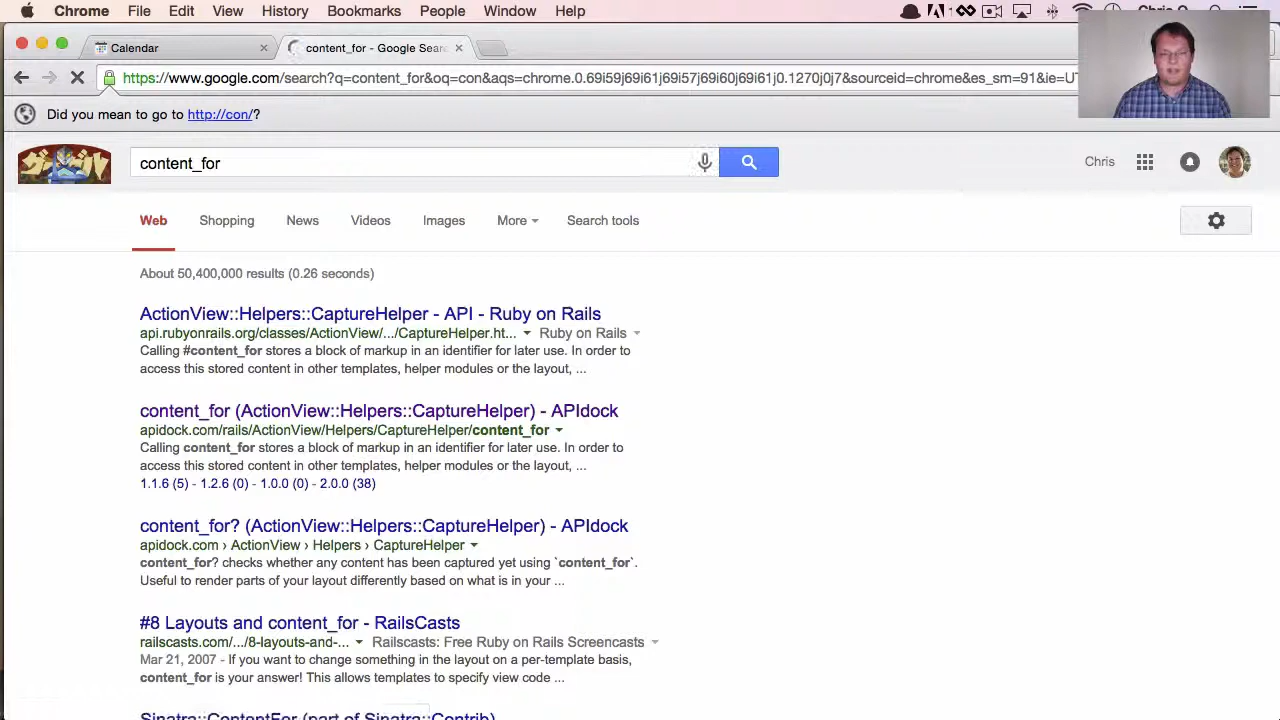 Chrome File Edit View History Bookmarks People Window Help
Calendar
content_for - Google Sear
https://www.google.com/search?q=content_for&oq=con&aqs=chrome.0.69i59j69i61j69i57j69i60j69i61j0.1270j0j7&sourceid=chrome&es_sm=91&ie=UT
Did you mean to go to http://con/?
content_for
Chris
Web Shopping News Videos Images More Search tools
About 50,400,000 results (0.26 seconds)
ActionView::Helpers::CaptureHelper - API - Ruby on Rails
api.rubyonrails.org/classes/ActionView/.../CaptureHelper.ht... Ruby on Rails
Calling #content_for stores a block of markup in an identifier for later use. In order to
access this stored content in other templates, helper modules or the layout, ...
content_for (ActionView::Helpers::CaptureHelper) - APIdock
apidock.com/rails/ActionView/Helpers/CaptureHelper/content_for
Calling content_for stores a block of markup in an identifier for later use. In order to
access this stored content in other templates, helper modules or the layout, ...
1.1.6 (5) - 1.2.6 (0) - 1.0.0 (0) - 2.0.0 (38)
content_for? (ActionView::Helpers::CaptureHelper) - APIdock
apidock.com › ActionView › Helpers › CaptureHelper
content_for? checks whether any content has been captured yet using `content_for`.
Useful to render parts of your layout differently based on what is in your ...
#8 Layouts and content_for - RailsCasts
railscasts.com/.../8-layouts-and-... Railscasts: Free Ruby on Rails Screencasts
Mar 21, 2007 - If you want to change something in the layout on a per-template basis,
content_for is your answer! This allows templates to specify view code ...
Sinatra::ContentFor (part of Sinatra::Contrib)